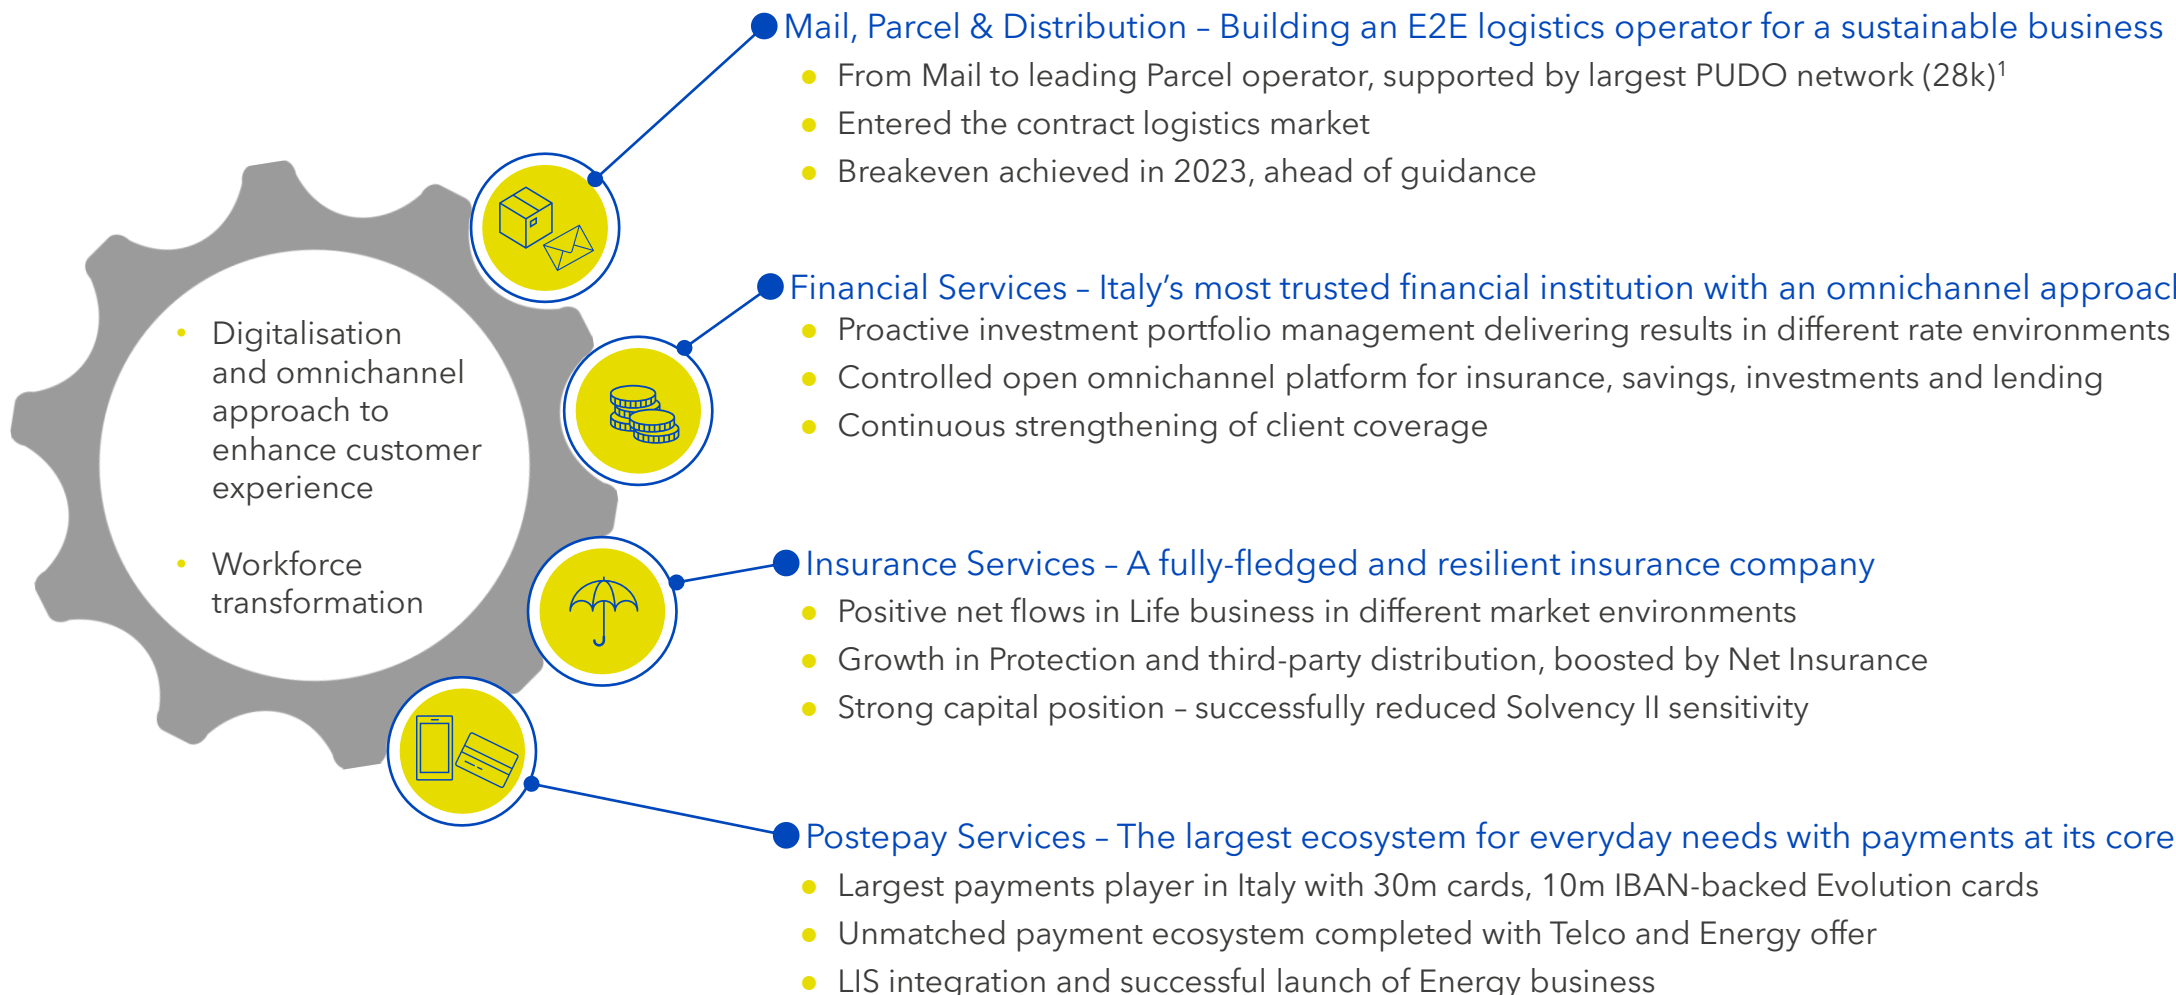 Mail, Parcel & Distribution – Building an E2E logistics operator for a sustainable business
From Mail to leading Parcel operator, supported by largest PUDO network (28k)¹
Entered the contract logistics market
Breakeven achieved in 2023, ahead of guidance
Financial Services – Italy’s most trusted financial institution with an omnichannel approach
Proactive investment portfolio management delivering results in different rate environments
Controlled open omnichannel platform for insurance, savings, investments and lending
Continuous strengthening of client coverage
Digitalisation
and omnichannel
approach to
enhance customer
experience
Workforce
transformation
Insurance Services – A fully-fledged and resilient insurance company
Positive net flows in Life business in different market environments
Growth in Protection and third-party distribution, boosted by Net Insurance
Strong capital position – successfully reduced Solvency II sensitivity
Postepay Services – The largest ecosystem for everyday needs with payments at its core
Largest payments player in Italy with 30m cards, 10m IBAN-backed Evolution cards
Unmatched payment ecosystem completed with Telco and Energy offer
LIS integration and successful launch of Energy business